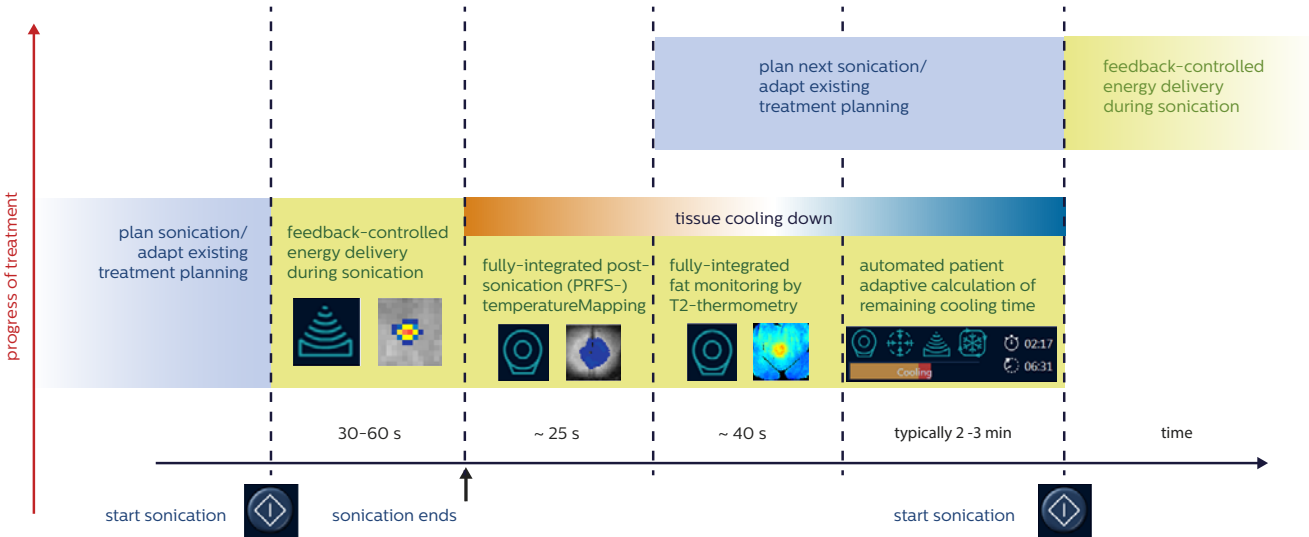 progress of treatment
plan next sonication/
adapt existing
treatment planning
feedback-controlled
energy delivery
during sonication
plan sonication/
adapt existing
treatment planning
feedback-controlled
energy delivery
during sonication
tissue cooling down
fully-integrated post-
sonication (PRFS-)
temperatureMapping
fully-integrated
fat monitoring by
T2-thermometry
automated patient
adaptive calculation of
remaining cooling time
02:17
06:31
Cooling
30-60 s
~ 25 s
~ 40 s
typically 2 -3 min
time
start sonication
sonication ends
start sonication